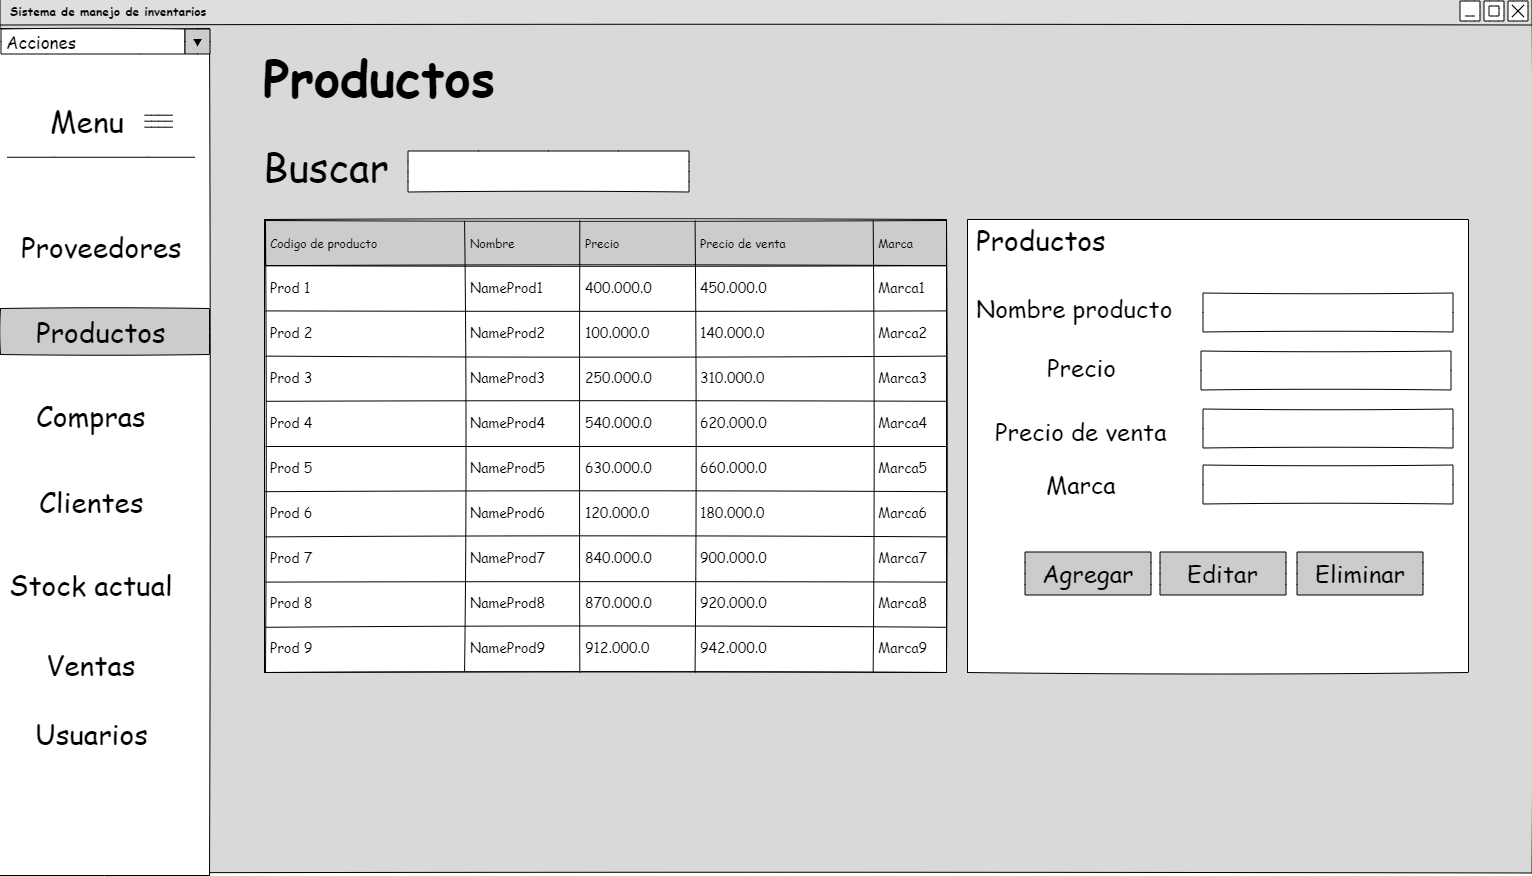 Sistema de manejo de inventarios
Acciones
Menu
Proveedores
Productos
Compras
Clientes
Stock actual
Ventas
Usuarios
Productos
Buscar
Codigo de producto Nombre Precio Precio de venta Marca
Prod 1 NameProd1 400.000.0 450.000.0 Marca1
Prod 2 NameProd2 100.000.0 140.000.0 Marca2
Prod 3 NameProd3 250.000.0 310.000.0 Marca3
Prod 4 NameProd4 540.000.0 620.000.0 Marca4
Prod 5 NameProd5 630.000.0 660.000.0 Marca5
Prod 6 NameProd6 120.000.0 180.000.0 Marca6
Prod 7 NameProd7 840.000.0 900.000.0 Marca7
Prod 8 NameProd8 870.000.0 920.000.0 Marca8
Prod 9 NameProd9 912.000.0 942.000.0 Marca9
Productos
Nombre producto
Precio
Precio de venta
Marca
Agregar Editar Eliminar